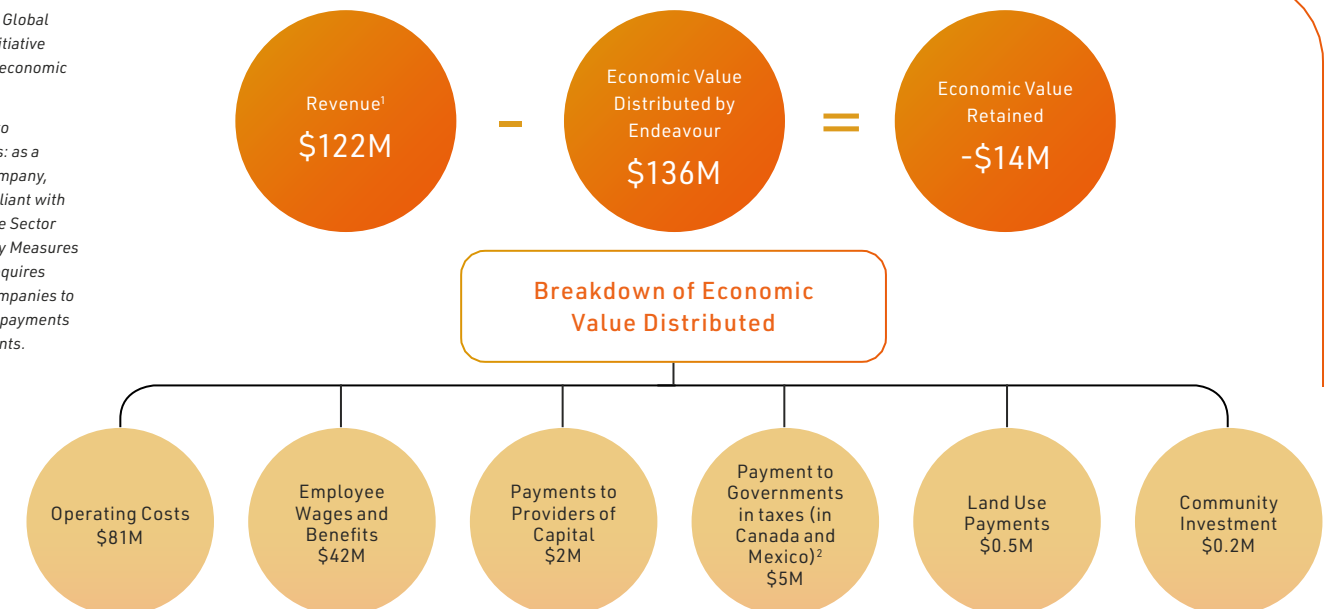 Global
itiative
economic
o
s: as a
mpany,
liant with
e Sector
y Measures
quires
mpanies to
payments
nts.
Revenue¹
$122M
-
Economic Value
Distributed by
Endeavour
$136M
=
Economic Value
Retained
-$14M
Breakdown of Economic
Value Distributed
Operating Costs
$81M
Employee
Wages and
Benefits
$42M
Payments to
Providers of
Capital
$2M
Payment to
Governments
in taxes (in
Canada and
Mexico)²
$5M
Land Use
Payments
$0.5M
Community
Investment
$0.2M